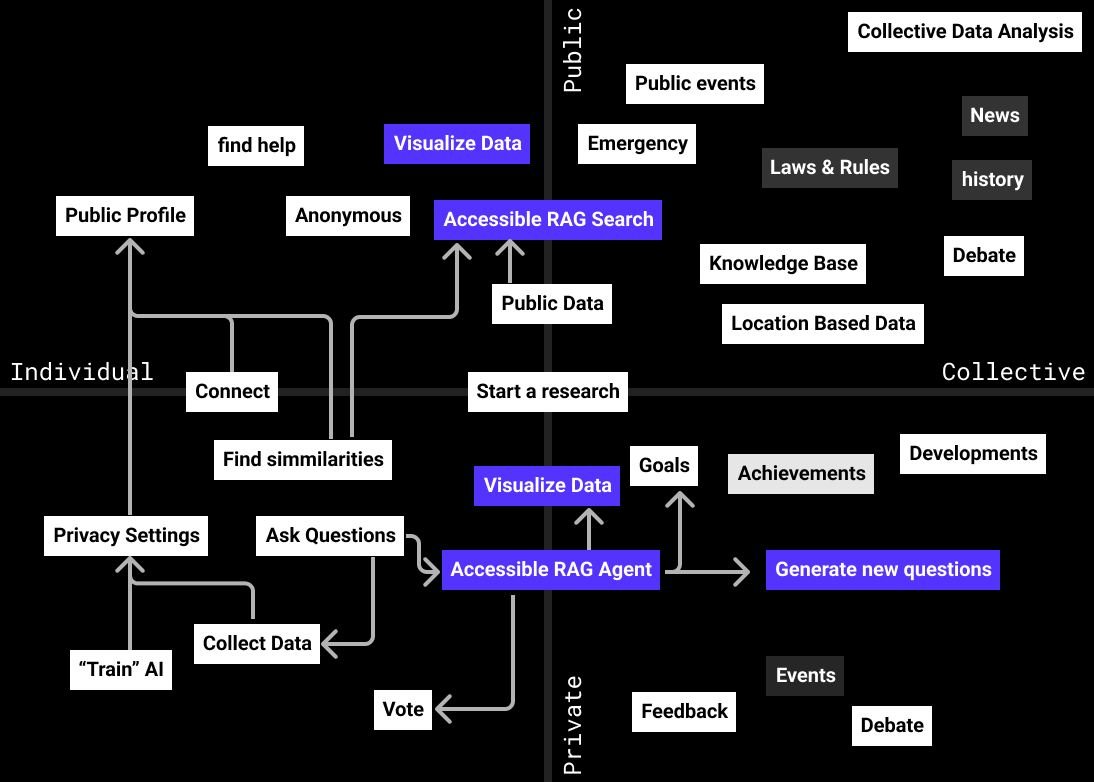 Public
Collective Data Analysis
Public events
News
find help
Visualize Data
Emergency
Laws & Rules
history
Public Profile
Anonymous
Accessible RAG Search
Knowledge Base
Debate
Public Data
Location Based Data
Individual
Collective
Connect
Start a research
Find simmilarities
Goals
Achievements
Developments
Visualize Data
Privacy Settings
Ask Questions
Accessible RAG Agent
Generate new questions
Collect Data
“Train” AI
Events
Vote
Private
Feedback
Debate